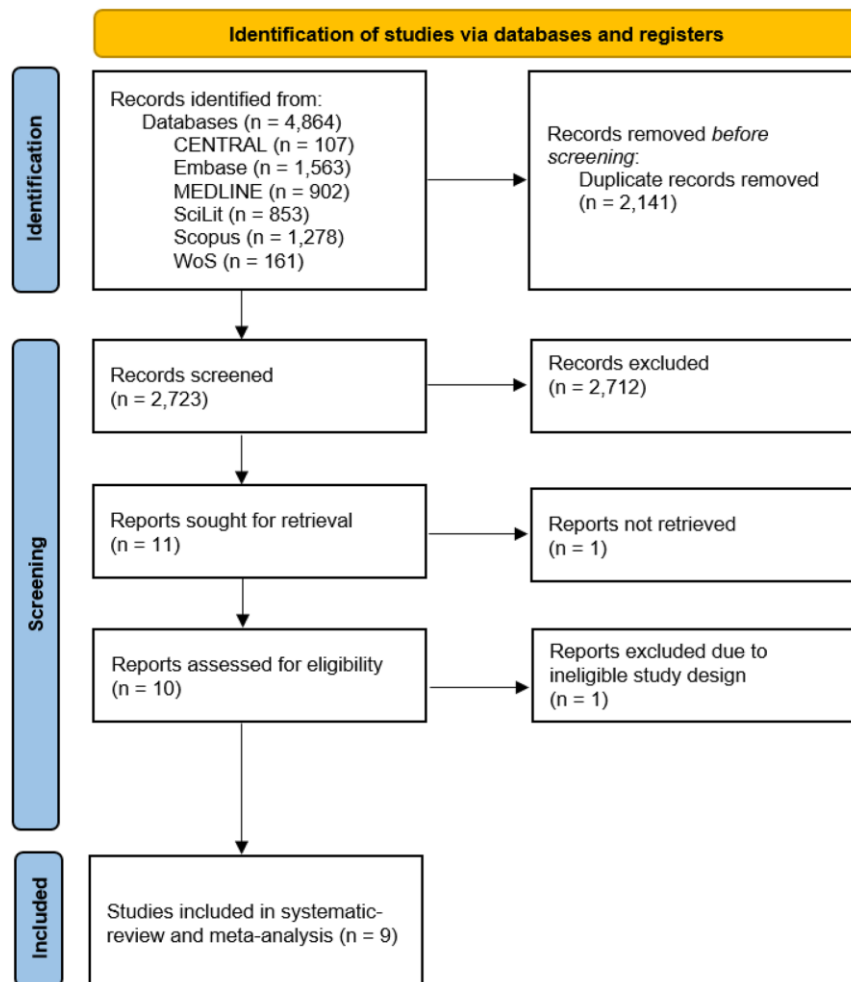 Identification of studies via databases and registers
Identification
Records identified from:
Databases (n = 4,864)
CENTRAL (n = 107)
Embase (n = 1,563)
MEDLINE (n = 902)
SciLit (n = 853)
Scopus (n = 1,278)
WoS (n = 161)
Records removed before
screening:
Duplicate records removed
(n = 2,141)
Screening
Records screened
(n = 2,723)
Records excluded
(n = 2,712)
Reports sought for retrieval
(n = 11)
Reports not retrieved
(n = 1)
Reports assessed for eligibility
(n = 10)
Reports excluded due to
ineligible study design
(n = 1)
Included
Studies included in systematic-
review and meta-analysis (n = 9)